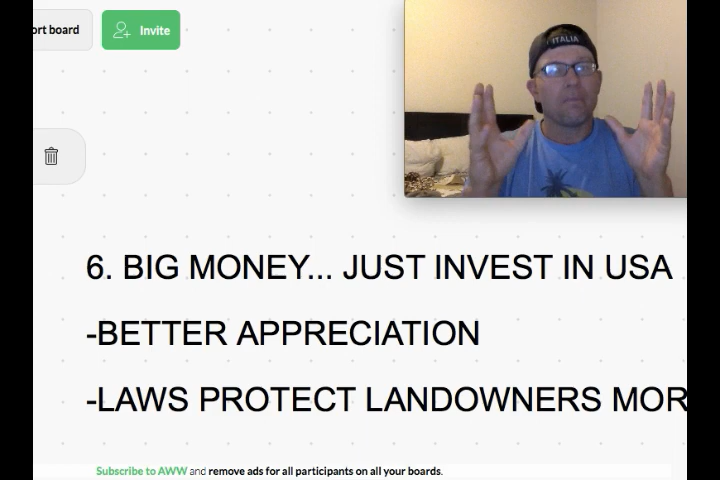 ort board
Invite
ITALIA
6. BIG MONEY... JUST INVEST IN USA
-BETTER APPRECIATION
-LAWS PROTECT LANDOWNERS MOR
Subscribe to AWW and remove ads for all participants on all your boards.